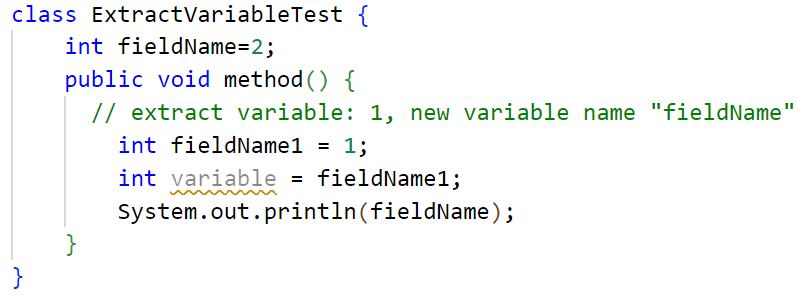 class ExtractVariableTest {
int fieldName=2;
public void method() {
// extract variable: 1, new variable name "fieldName"
int fieldName1 = 1;
int variable = fieldName1;
System.out.println(fieldName);
}
}